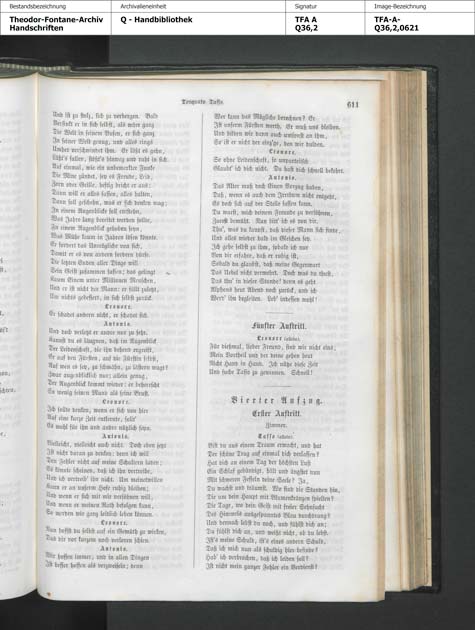 Bestandsbezeichnung
Archivalieneinheit
Signatur
Image-Bezeichnung
Theodor-Fontane-Archiv
Handschriften
Q - Handbibliothek
TFA A
Q36,2
TFA-A-
Q36,2,0621
Torquato Tasso.
611
Und ist zu stolz, sich zu verbergen. Bald
Versinkt er in sich selbst, als wäre ganz
Die Welt in seinem Busen, er sich ganz
In seiner Welt genug, und alles rings
Umher verschwindet ihm. Er läßt es gehn,
Läßt's fallen, stößt's hinweg und ruht in sich.
Auf einmal, wie ein unbemerkter Funke
Die Mine zündet, sey es Freude, Leid,
Zorn oder Grille, heftig bricht er aus:
Dann will er alles fassen, alles halten,
Dann soll geschehn, was er sich denken mag;
In einem Augenblicke soll entstehn,
Was Jahre lang bereitet werden sollte,
In einem Augenblick gehoben seyn,
Was Mühe kaum in Jahren lösen könnte.
Er fordert das Unmögliche von sich,
Damit er es von andern fordern dürfe.
Die letzten Enden aller Dinge will
Sein Geist zusammen fassen; das gelingt
Kaum Einem unter Millionen Menschen,
Und er ist nicht der Mann: er fällt zuletzt,
Um nichts gebessert, in sich selbst zurück.
Leonore.
Er schadet andern nicht, er schadet sich.
Antonio.
Und doch verletzt er andre nur zu sehr.
Kannst du es läugnen, daß im Augenblick
Der Leidenschaft, die ihn behend ergreift,
Er auf den Fürsten, auf die Fürstin selbst,
Auf wen es sey, zu schmähn, zu lästern wagt?
Zwar augenblicklich nur; allein genug,
Der Augenblick kommt wieder: er beherrscht
So wenig seinen Mund als seine Brust.
Leonore.
Ich sollte denken, wenn er sich von hier
Auf eine kurze Zeit entfernte, sollt'
Es wohl für ihn und andre nützlich seyn.
Antonio.
Vielleicht, vielleicht auch nicht. Doch eben jetzt
Ist nicht daran zu denken; denn ich will
Den Fehler nicht auf meine Schultern laden;
Es könnte scheinen, daß ich ihn vertreibe,
Und ich vertreib' ihn nicht. Um meinetwillen
Kann er an unserm Hofe ruhig bleiben;
Und wenn er sich mit mir versöhnen will,
Und wenn er meinen Rath befolgen kann,
So werden wir ganz leidlich leben können.
Leonore.
Nun hoffst du selbst auf ein Gemüth zu wirken,
Das dir vor kurzem noch verloren schien.
Antonio.
Wir hoffen immer, und in allen Dingen
Ist besser hoffen als verzweifeln; denn
Wer kann das Mögliche berechnen? Er
Ist unserm Fürsten werth. Er muß uns bleiben.
Und bilden wir dann auch umsonst an ihm,
So ist er nicht der einz'ge, den wir dulden.
Leonore.
So ohne Leidenschaft, so unparteiisch
Glaubt' ich dich nicht. Du hast dich schnell bekehrt.
Antonio.
Das Alter muß doch Einen Vorzug haben,
Daß, wenn es auch dem Irrthum nicht entgeht,
Es doch sich auf der Stelle fassen kann.
Du warst, mich deinem Freunde zu versöhnen,
Zuerst bemüht. Nun bitt' ich es von dir.
Thu', was du kannst, daß dieser Mann sich finde,
Und alles wieder bald im Gleichen sey.
Ich gehe selbst zu ihm, sobald ich nur
Von dir erfahre, daß er ruhig ist,
Sobald du glaubst, daß meine Gegenwart
Das Uebel nicht vermehrt. Doch was du thust,
Das thu' in dieser Stunde; denn es geht
Alphons heut Abend noch zurück, und ich
Werd' ihn begleiten. Leb' indessen wohl!
Fünfter Auftritt.
Leonore (allein).
Für dießmal, lieber Freund, sind wir nicht eins;
Mein Vortheil und der deine gehen heut
Nicht Hand in Hand. Ich nütze diese Zeit
Und suche Tasso zu gewinnen. Schnell!
Vierter Aufzug.
Erster Auftritt.
Zimmer.
Tasso (allein).
Bist du aus einem Traum erwacht, und hat
Der schöne Trug auf einmal dich verlassen?
Hat dich an einem Tag der höchsten Lust
Ein Schlaf gebändigt, hält und ängstet nun
Mit schweren Fesseln deine Seele? Ja,
Du wachst und träumst. Wo sind die Stunden hin,
Die um dein Haupt mit Blumenkränzen spielten?
Die Tage, wo dein Geist mit freier Sehnsucht
Des Himmels ausgespanntes Blau durchdrang?
Und dennoch lebst du noch, und fühlst dich an;
Du fühlst dich an, und weißt nicht, ob du lebst.
Ist's meine Schuld, ist's eines andern Schuld,
Daß ich mich nun als schuldig hier befinde?
Hab' ich verbrochen, daß ich leiden soll?
Ist nicht mein ganzer Fehler ein Verdienst?